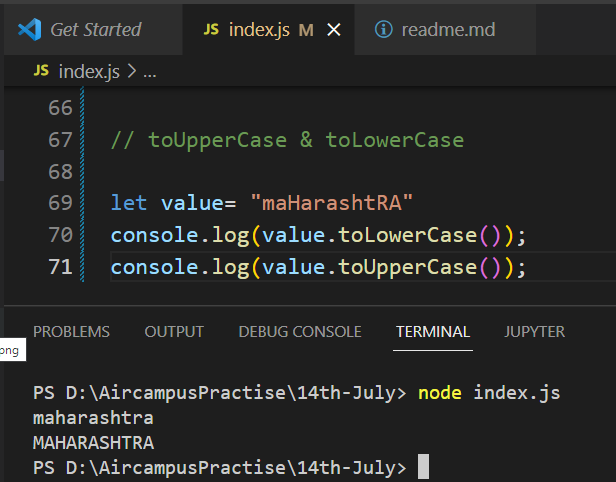 Get Started JS index.js M readme.md
JS index.js > ...
66
67 // toUpperCase & toLowerCase
68
69 let value= "maHarashtRA"
70 console.log(value.toLowerCase());
71 console.log(value.toUpperCase());
PROBLEMS OUTPUT DEBUG CONSOLE TERMINAL JUPYTER
png
PS D:\AircampusPractise\14th-July> node index.js
maharashtra
MAHARASHTRA
PS D:\AircampusPractise\14th-July>